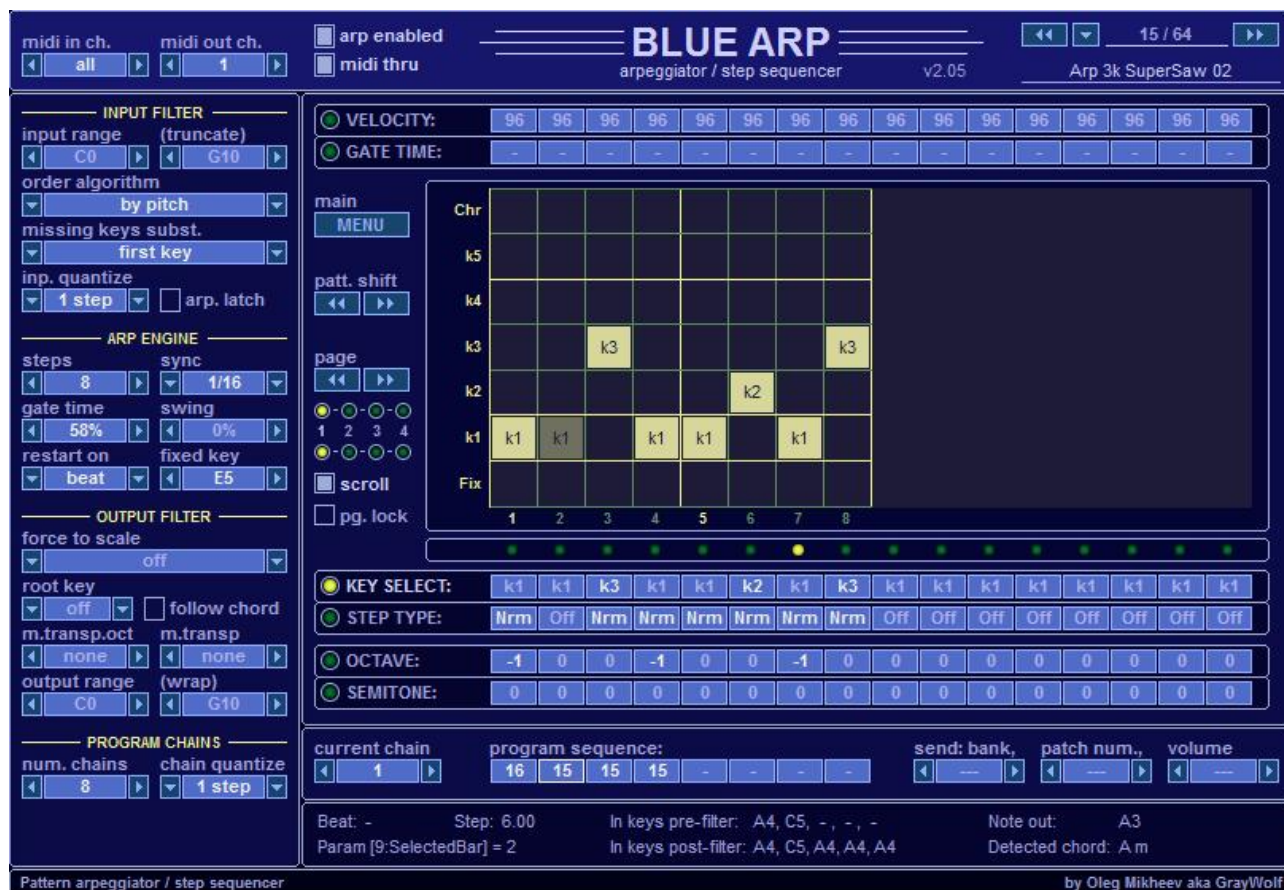 midi in ch. midi out ch.
all 1
arp enabled
midi thru
BLUE ARP
arpeggiator / step sequencer v2.05
15 / 64
Arp 3k SuperSaw 02
INPUT FILTER
input range (truncate)
C0 G10
order algorithm
by pitch
missing keys subst.
first key
inp. quantize
1 step arp. latch
ARP ENGINE
steps sync
8 1/16
gate time swing
58% 0%
restart on fixed key
beat E5
OUTPUT FILTER
force to scale
off
root key
off follow chord
m.transp.oct m.transp
none none
output range (wrap)
C0 G10
PROGRAM CHAINS
num. chains chain quantize
8 1 step
VELOCITY: 96 96 96 96 96 96 96 96 96 96 96 96 96 96 96 96
GATE TIME: - - - - - - - - - - - - - - - -
main
MENU
patt. shift
page
1 2 3 4
scroll
pg. lock
Chr
k5
k4
k3 k3 k3
k2 k2
k1 k1 k1 k1 k1 k1
Fix
1 2 3 4 5 6 7 8
KEY SELECT: k1 k1 k3 k1 k1 k2 k1 k3 k1 k1 k1 k1 k1 k1 k1 k1
STEP TYPE: Nrm Off Nrm Nrm Nrm Nrm Nrm Nrm Off Off Off Off Off Off Off Off
OCTAVE: -1 0 0 -1 0 0 -1 0 0 0 0 0 0 0 0 0
SEMITONE: 0 0 0 0 0 0 0 0 0 0 0 0 0 0 0 0
current chain program sequence: send: bank, patch num., volume
1 16 15 15 15 - - - - --- --- ---
Beat: - Step: 6.00 In keys pre-filter: A4, C5, - , - , - Note out: A3
Param [9:SelectedBar] = 2 In keys post-filter: A4, C5, A4, A4, A4 Detected chord: A m
Pattern arpeggiator / step sequencer by Oleg Mikheev aka GrayWolf